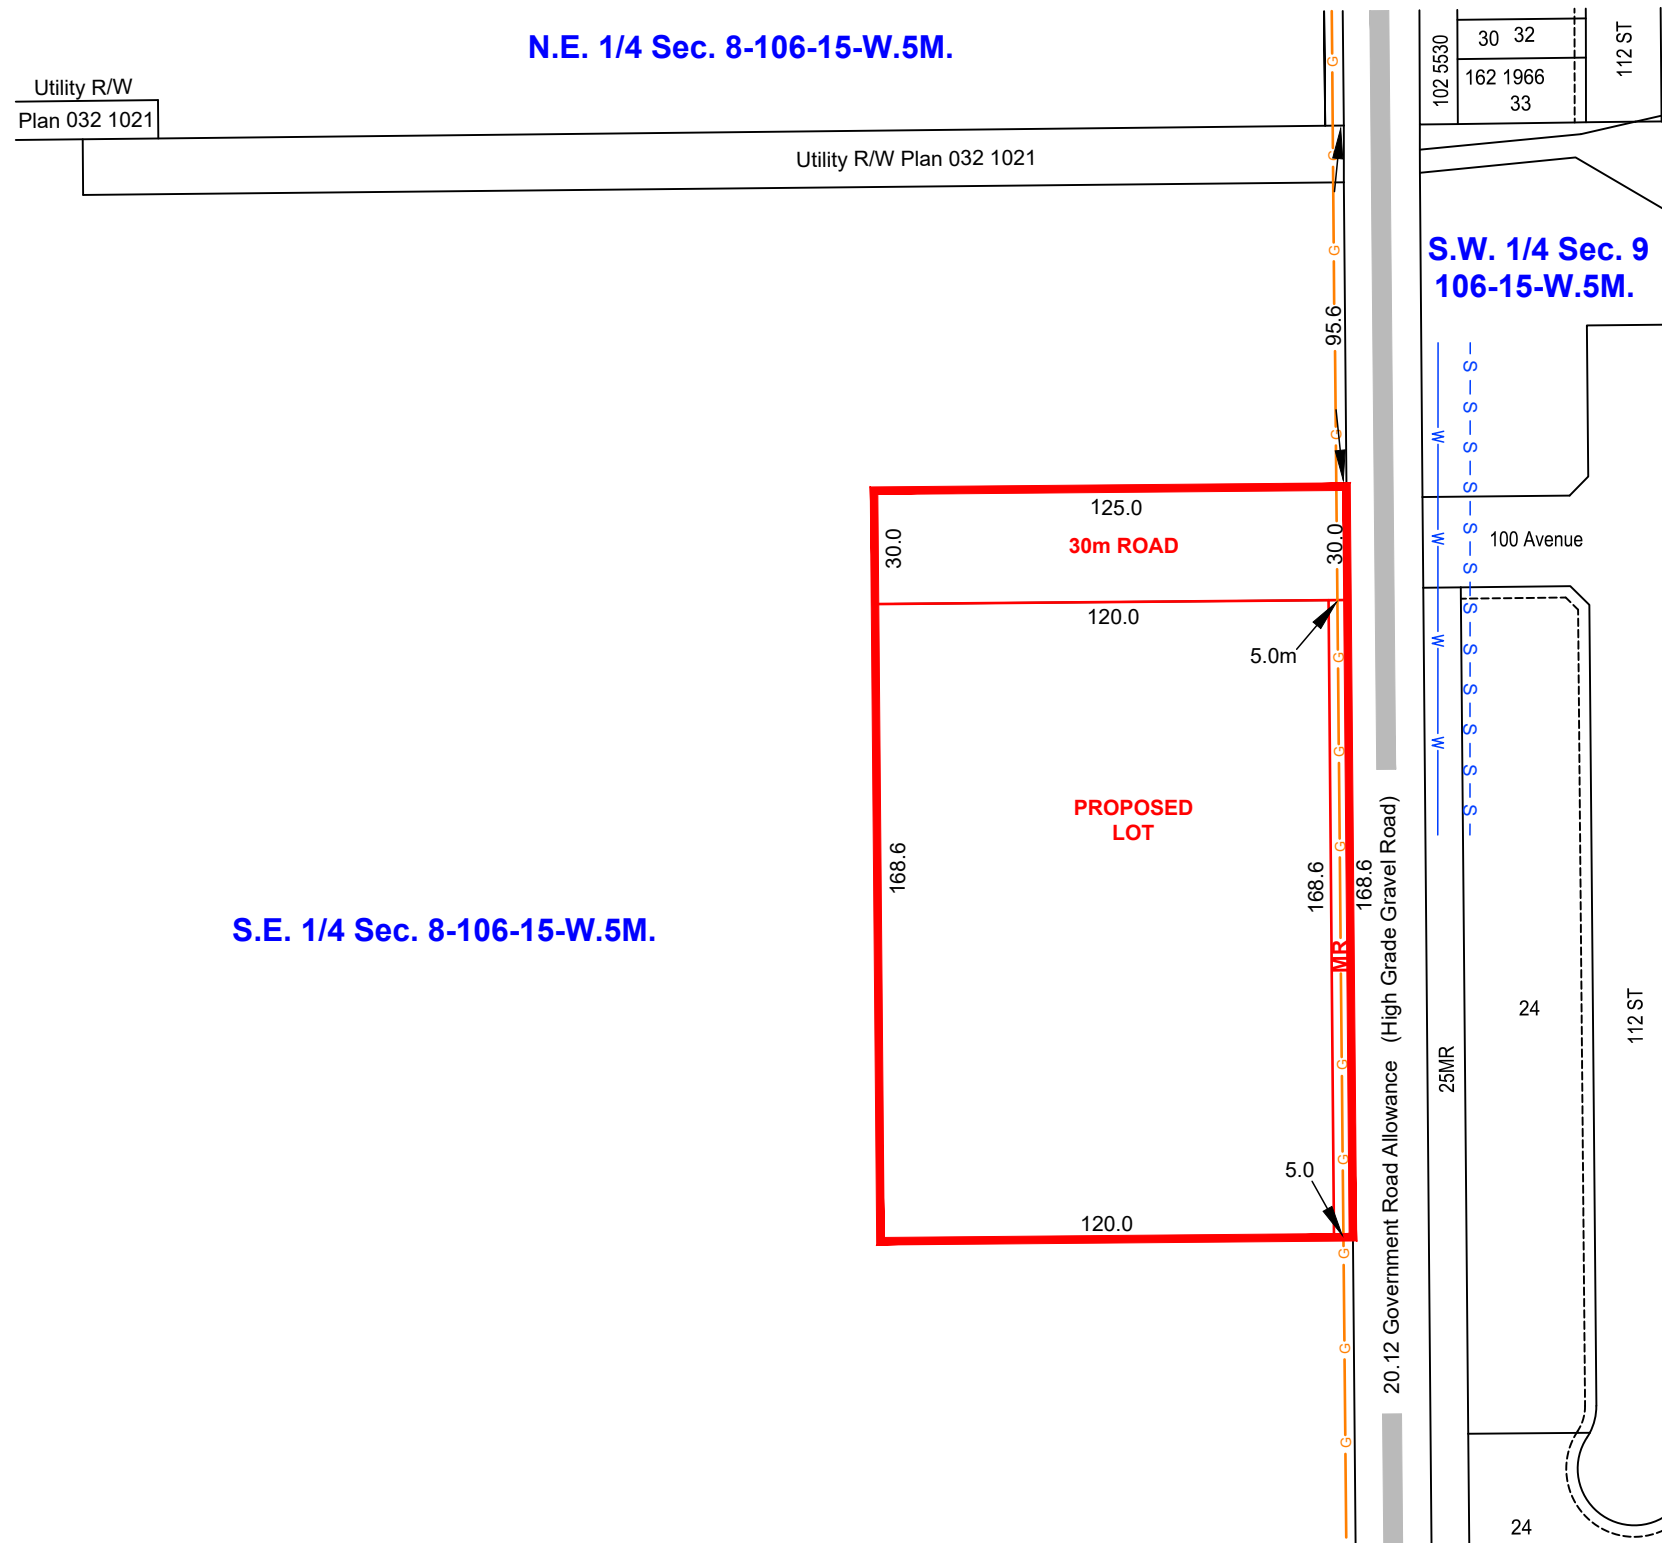 N.E. 1/4 Sec. 8-106-15-W.5M.
Utility R/W
Plan 032 1021
Utility R/W Plan 032 1021
102 5530
30 32
162 1966
33
112 ST
S.W. 1/4 Sec. 9
106-15-W.5M.
95.6
125.0
30.0
30m ROAD
30.0
100 Avenue
120.0
5.0m
PROPOSED
LOT
168.6
168.6
168.6
MR
S.E. 1/4 Sec. 8-106-15-W.5M.
20.12 Government Road Allowance (High Grade Gravel Road)
25MR
24
112 ST
5.0
120.0
24
G
G
G
G
G
G
G
G
G
G
G
G
W
W
W
W
S
S
S
S
S
S
S
S
S
S
S
S